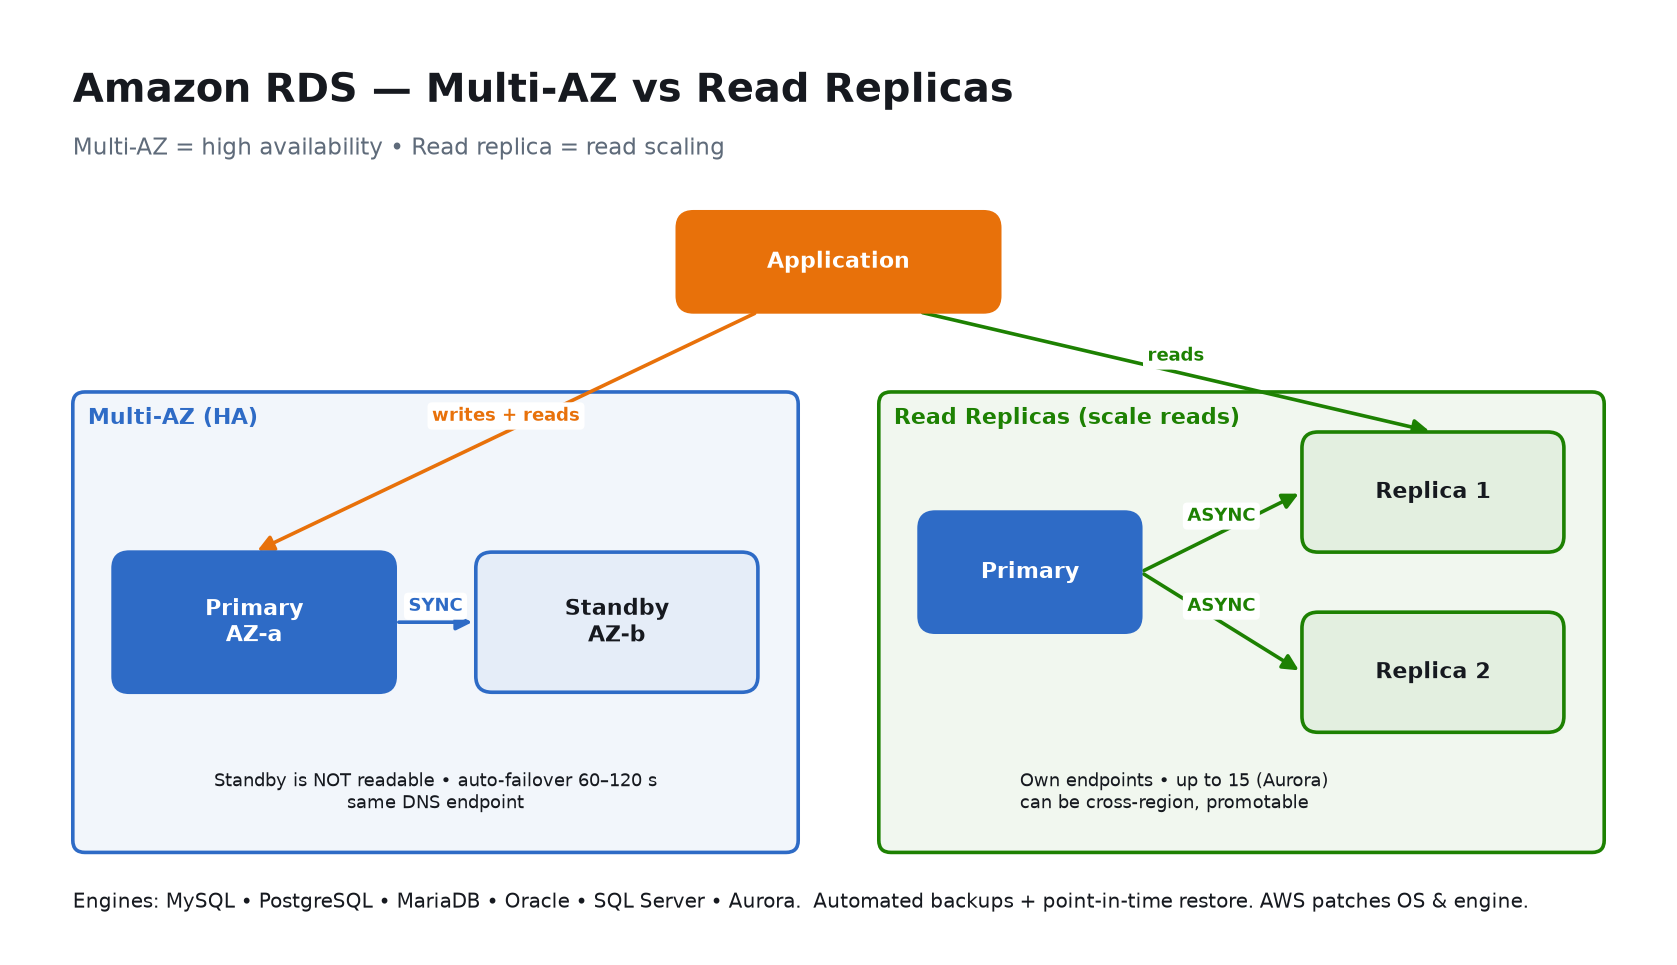 Amazon RDS — Multi-AZ vs Read Replicas
Multi-AZ = high availability • Read replica = read scaling
Application
reads
writes + reads
Multi-AZ (HA)
Primary
AZ-a
SYNC
Standby
AZ-b
Standby is NOT readable • auto-failover 60–120 s
same DNS endpoint
Read Replicas (scale reads)
Primary
ASYNC
ASYNC
Replica 1
Replica 2
Own endpoints • up to 15 (Aurora)
can be cross-region, promotable
Engines: MySQL • PostgreSQL • MariaDB • Oracle • SQL Server • Aurora.  Automated backups + point-in-time restore. AWS patches OS & engine.